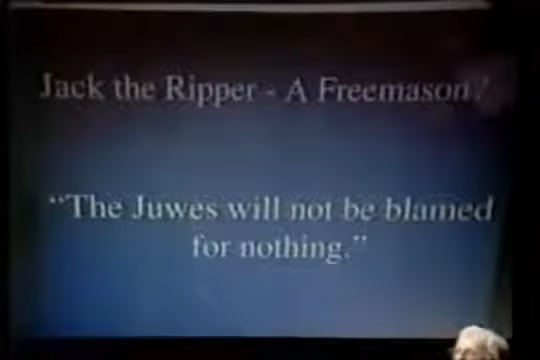 Jack the Ripper - A Freemason?
"The Juwes will not be blamed
for nothing."